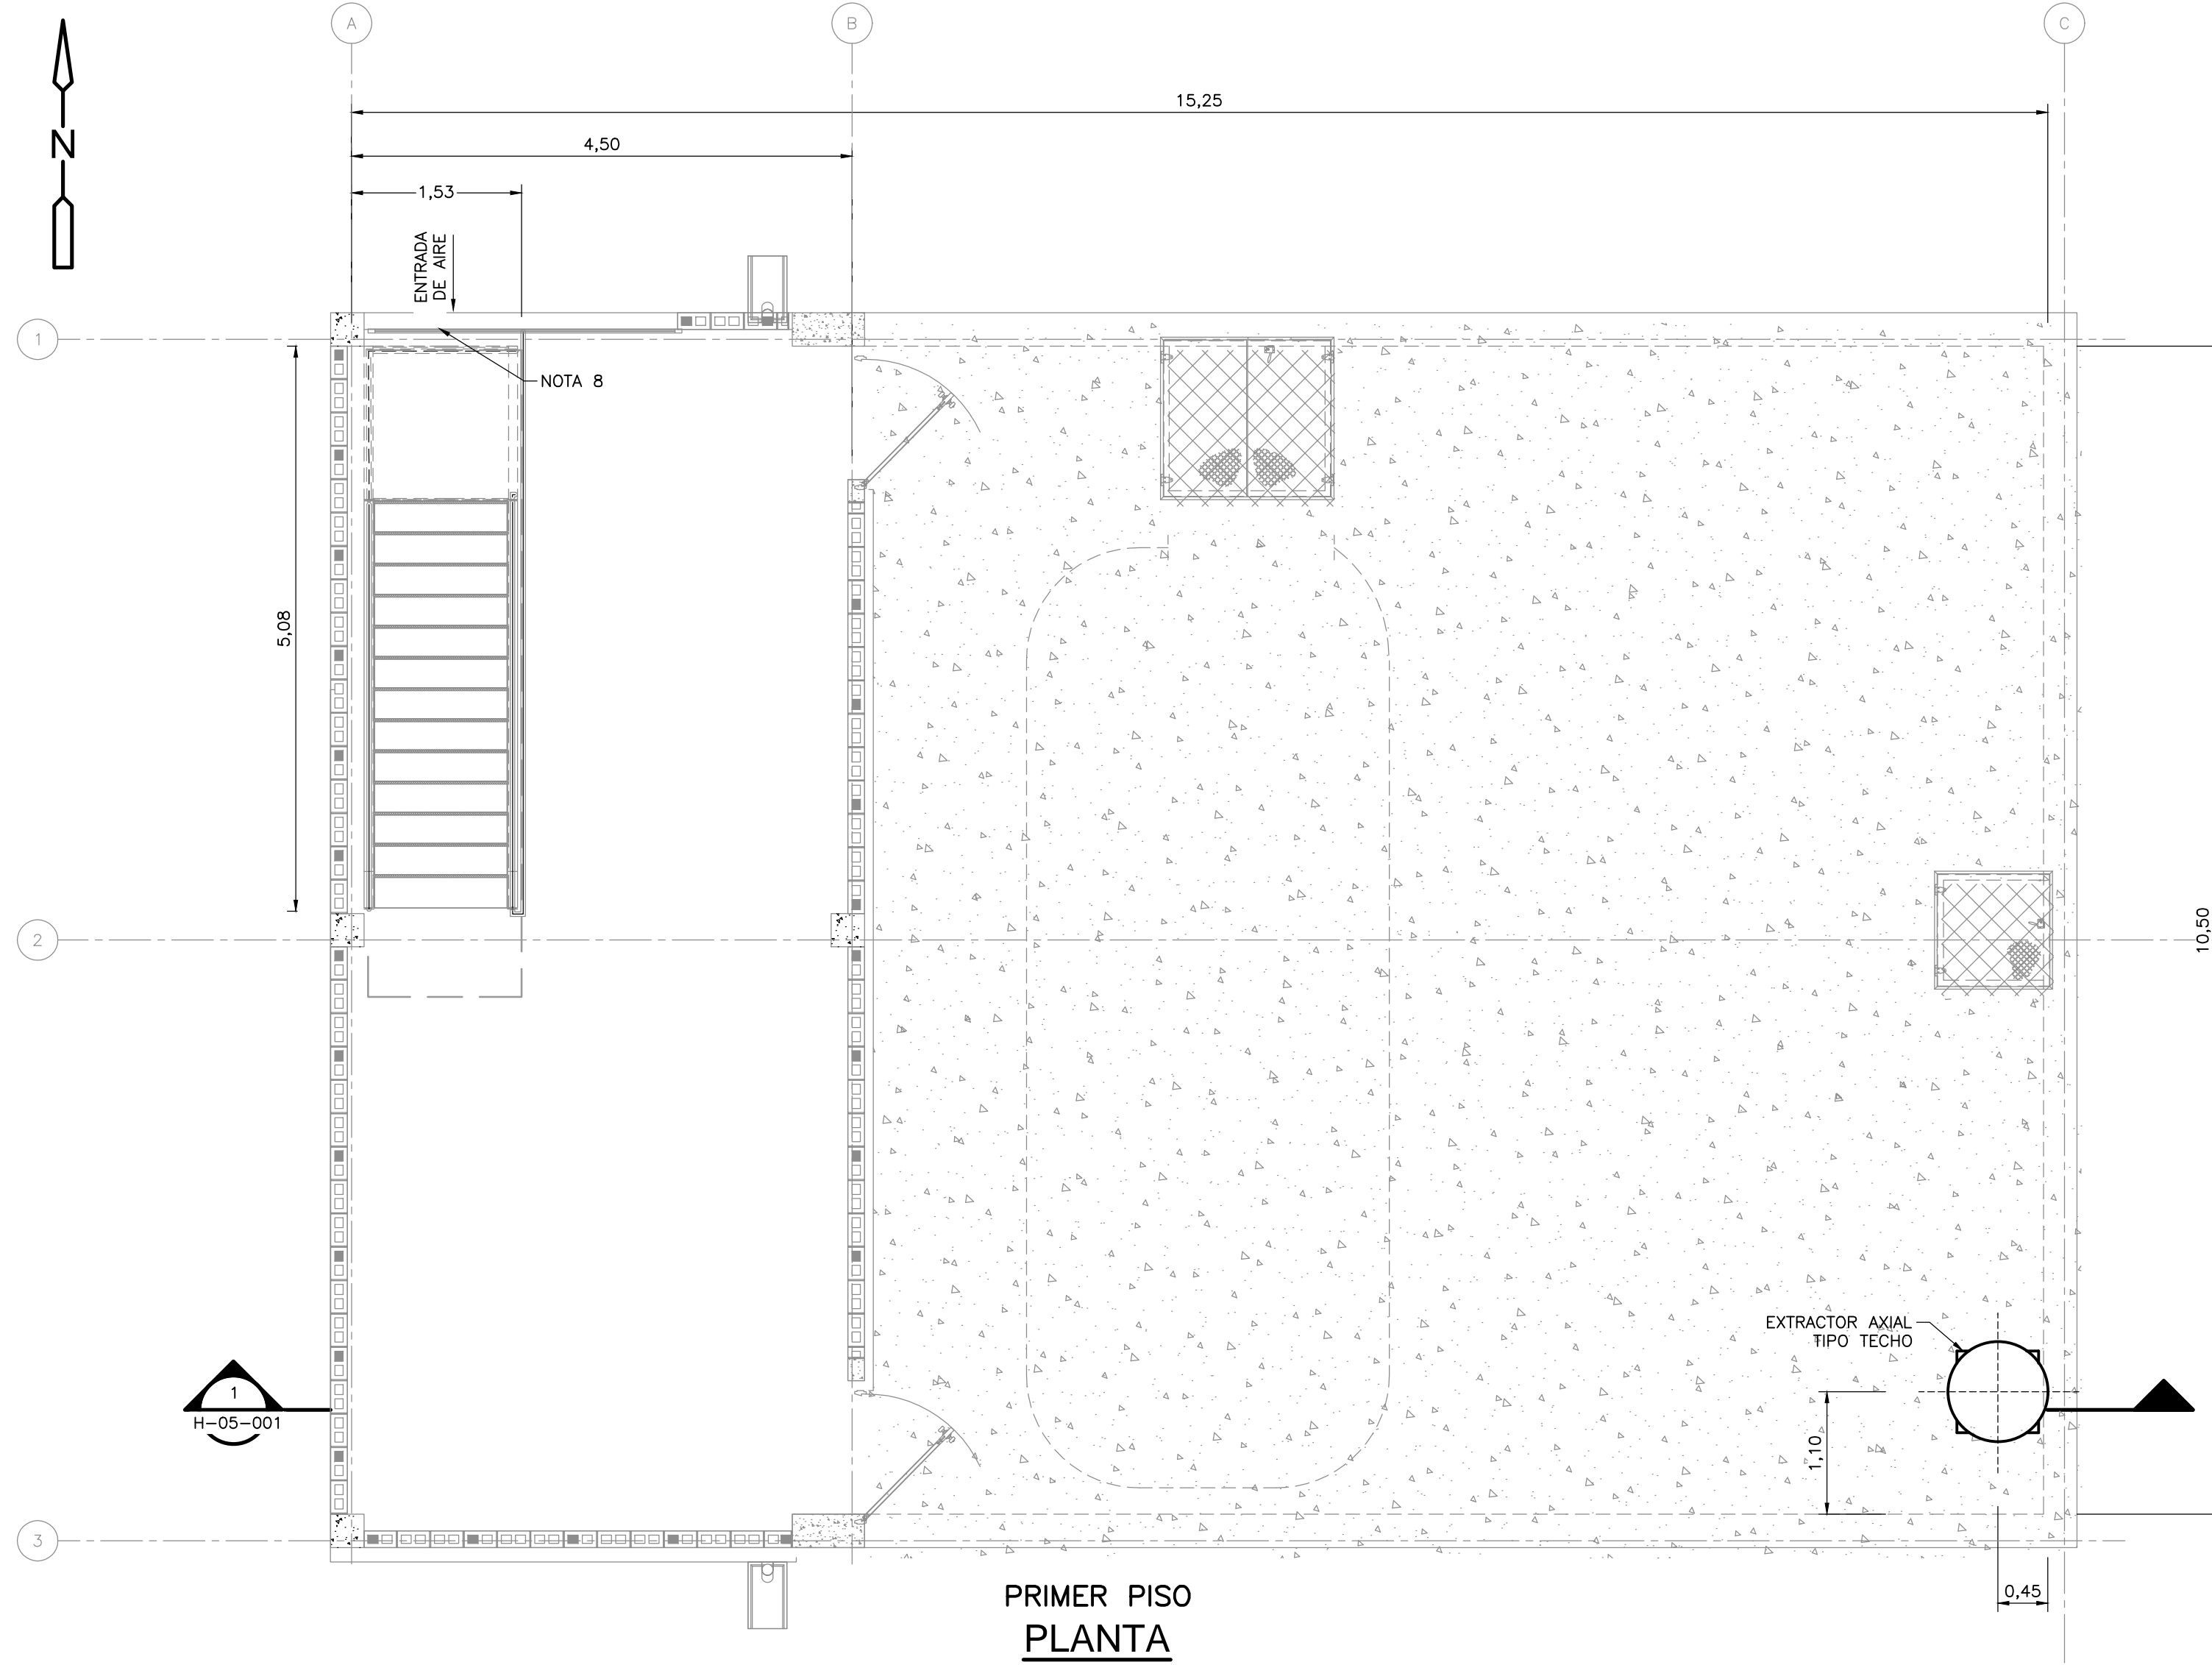 A
B
C
N
15,25
4,50
1,53
ENTRADA
DE AIRE
1
NOTA 8
5,08
2
10,50
EXTRACTOR AXIAL
TIPO TECHO
1
H-05-001
1,10
3
0,45
PRIMER PISO
PLANTA